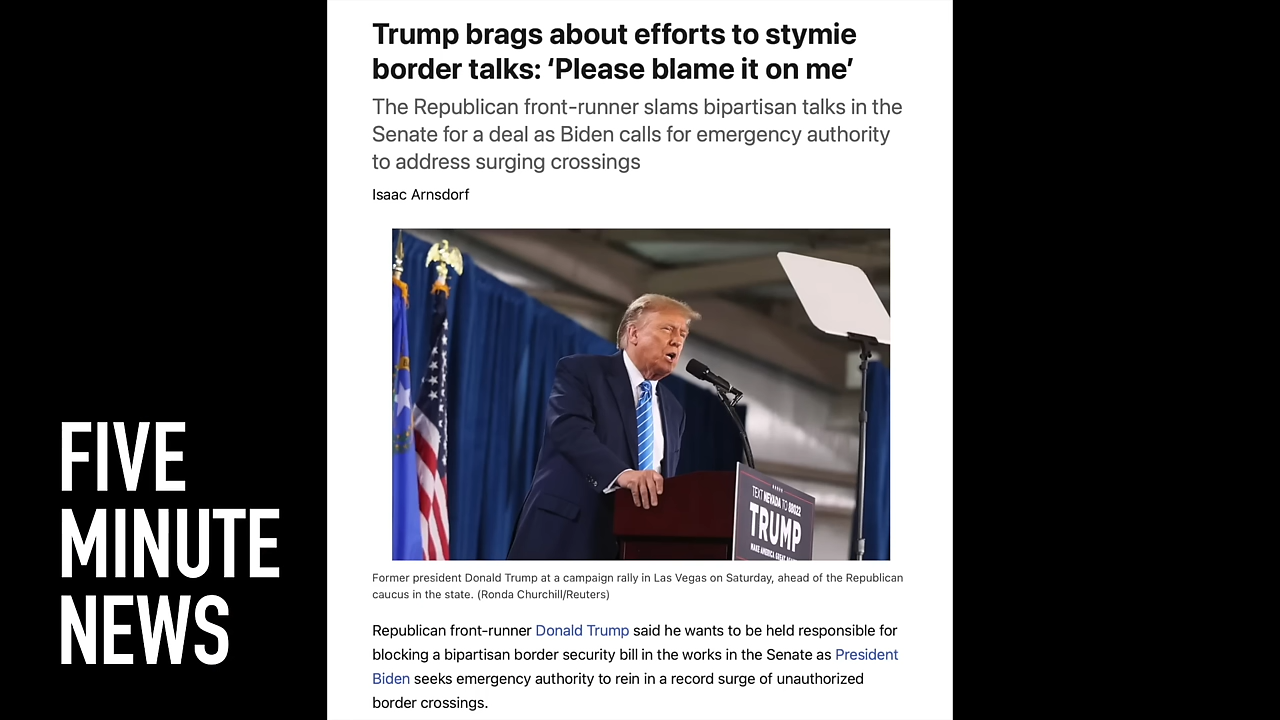 Trump brags about efforts to stymie
border talks: ‘Please blame it on me’
The Republican front-runner slams bipartisan talks in the
Senate for a deal as Biden calls for emergency authority
to address surging crossings
Isaac Arnsdorf
TEXT NEVADA TO 88022
TRUMP
MAKE AMERICA GREAT
Former president Donald Trump at a campaign rally in Las Vegas on Saturday, ahead of the Republican
caucus in the state. (Ronda Churchill/Reuters)
Republican front-runner Donald Trump said he wants to be held responsible for
blocking a bipartisan border security bill in the works in the Senate as President
Biden seeks emergency authority to rein in a record surge of unauthorized
border crossings.
FIVE
MINUTE
NEWS